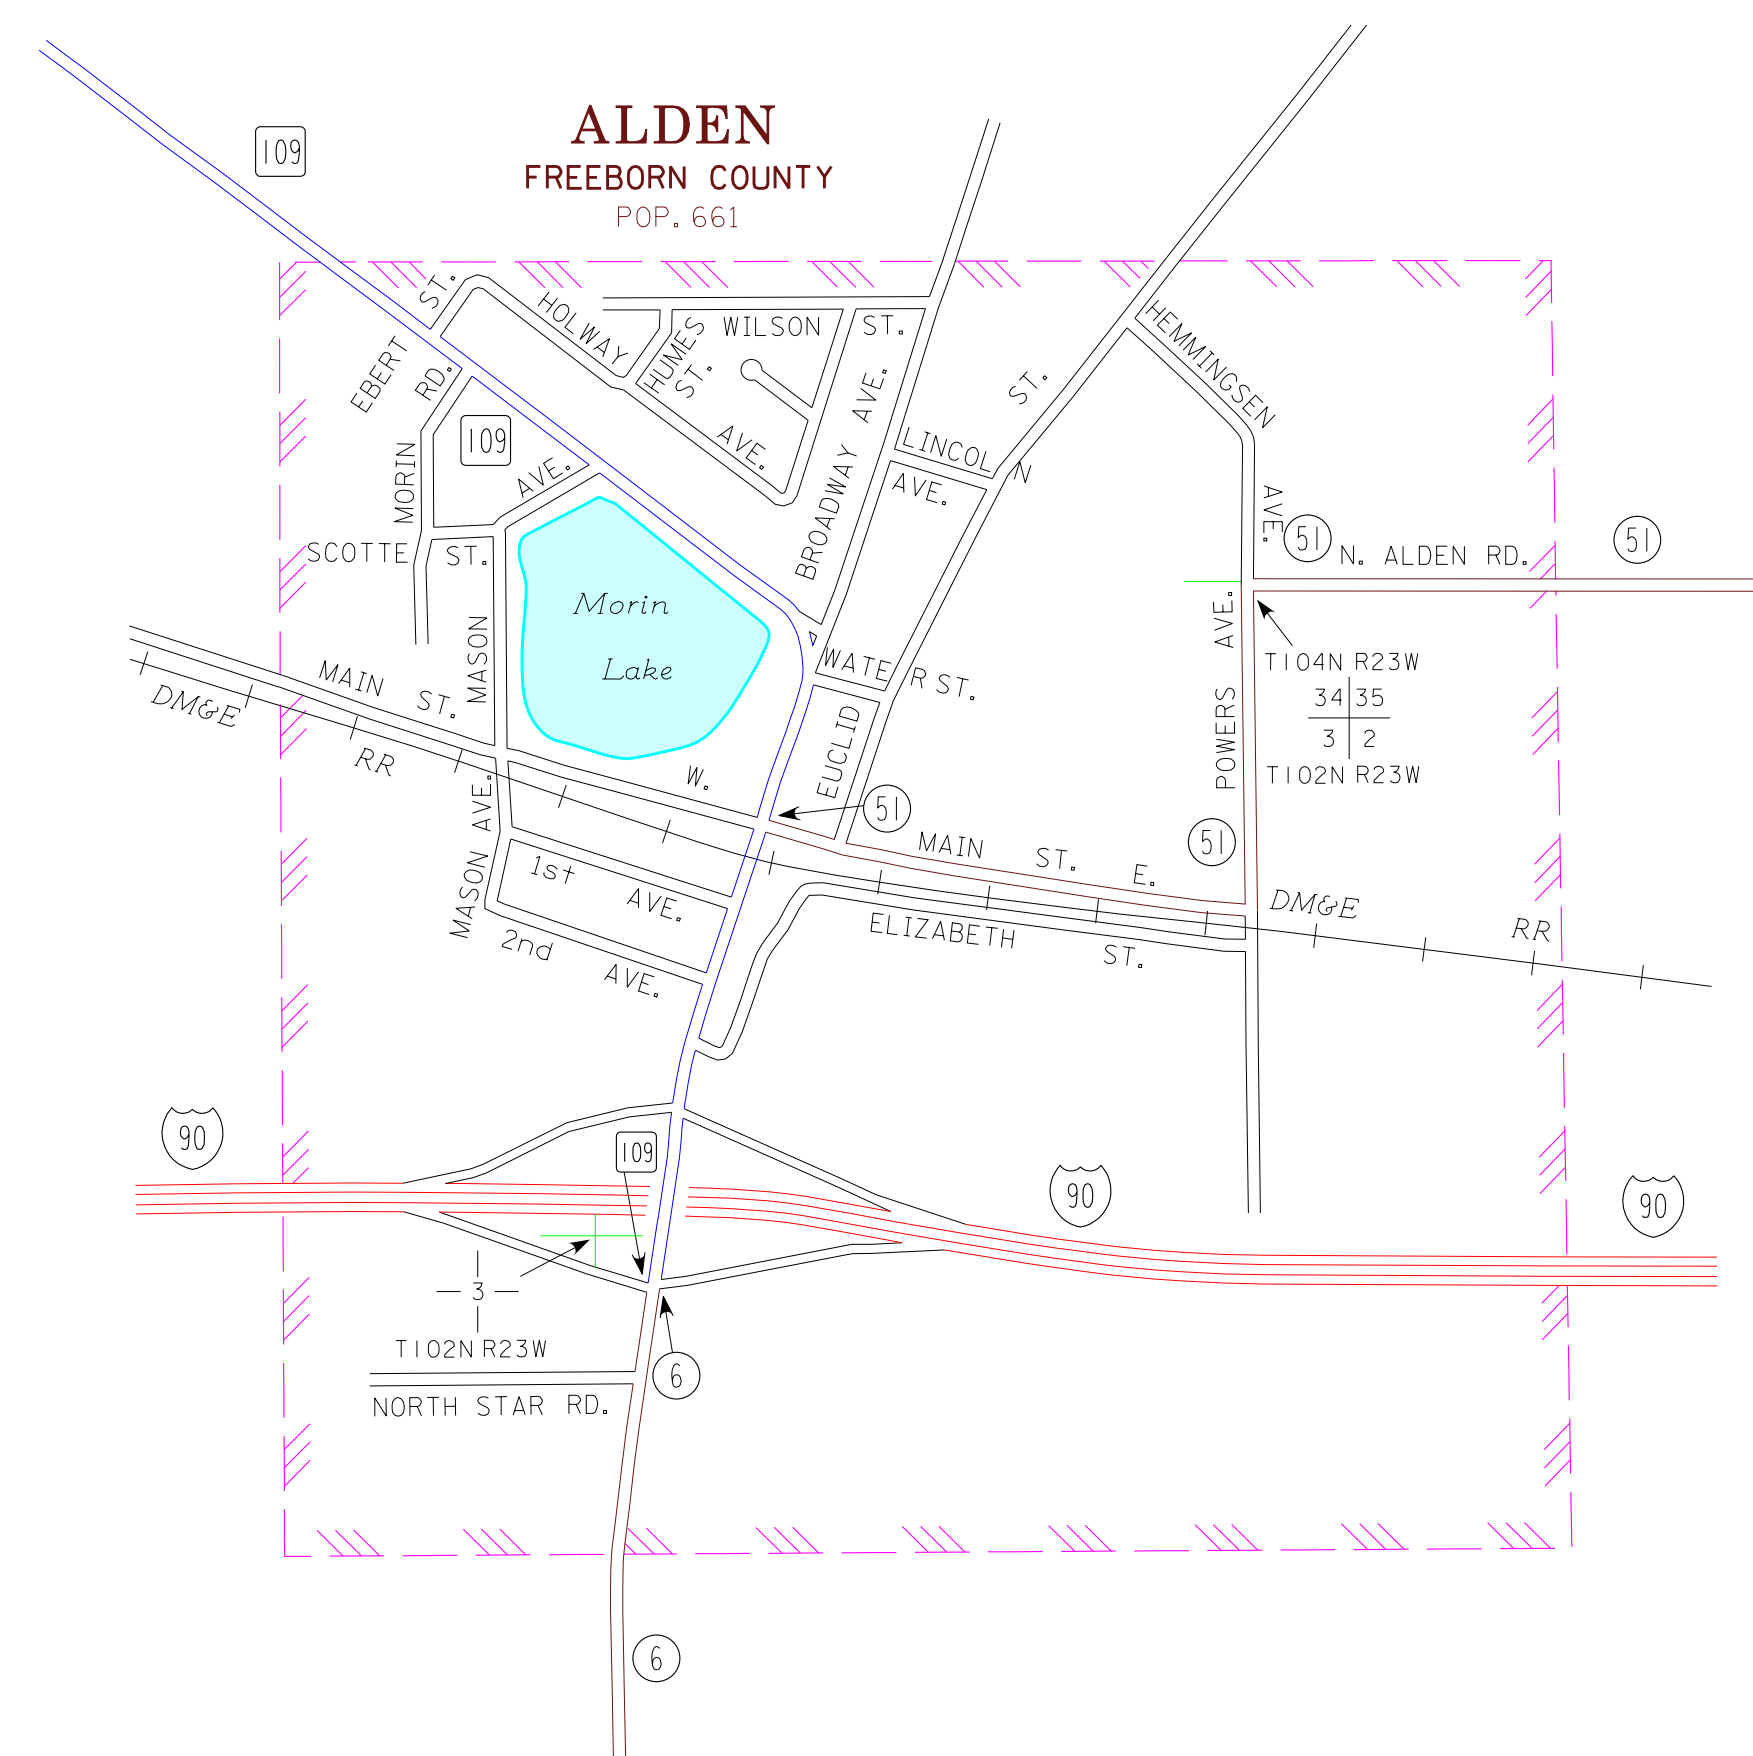 ALDEN
FREEBORN COUNTY
POP. 661
109
EBERT ST.
HOLWAY AVE.
HUMES ST.
WILSON ST.
BROADWAY AVE.
HEMMINGSEN AVE.
LINCOLN AVE.
ST.
MORIN RD.
109
SCOTTE ST.
MASON AVE.
Morin
Lake
51
N. ALDEN RD.
51
POWERS AVE.
T104N R23W
34 35
3 2
T102N R23W
WATER ST.
EUCLID
MAIN ST. W.
DM&E RR
51
MAIN ST. E.
51
MASON AVE.
MASON AVE.
1st AVE.
2nd AVE.
ELIZABETH ST.
DM&E RR
90
109
90
90
3
T102N R23W
NORTH STAR RD.
6
6